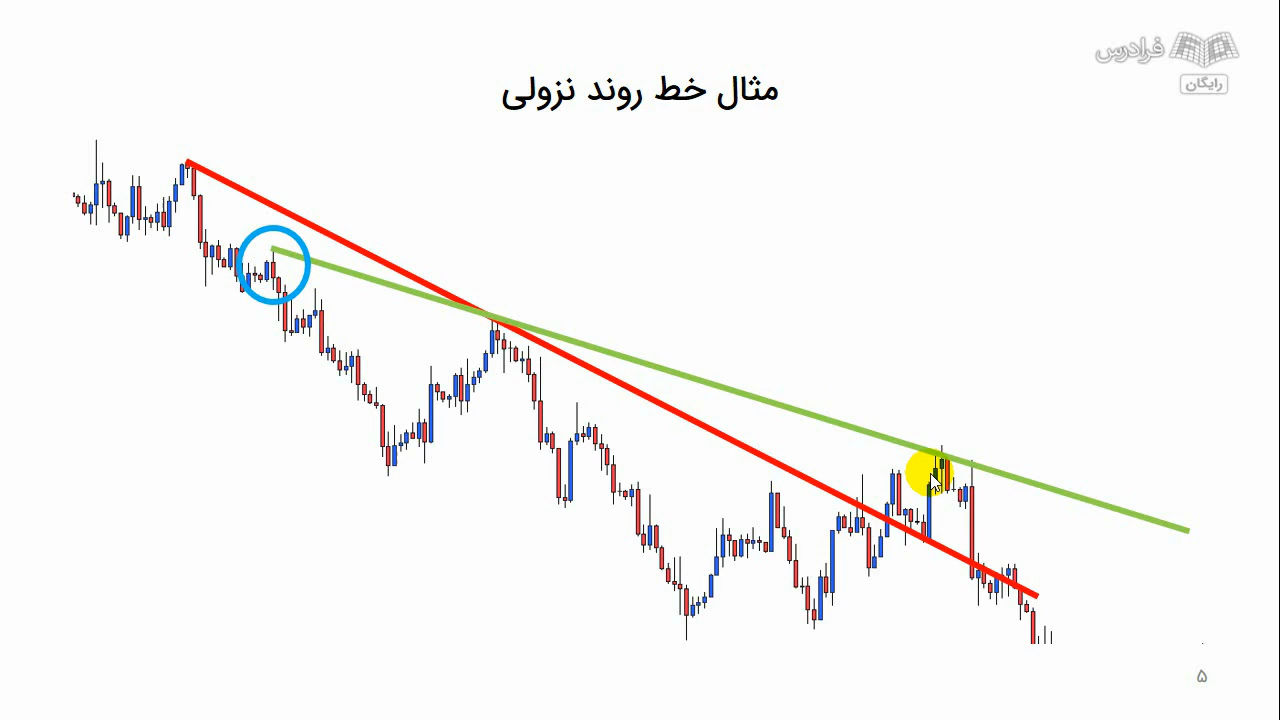 فرادرس
رایگان
مثال خط روند نزولی
۵